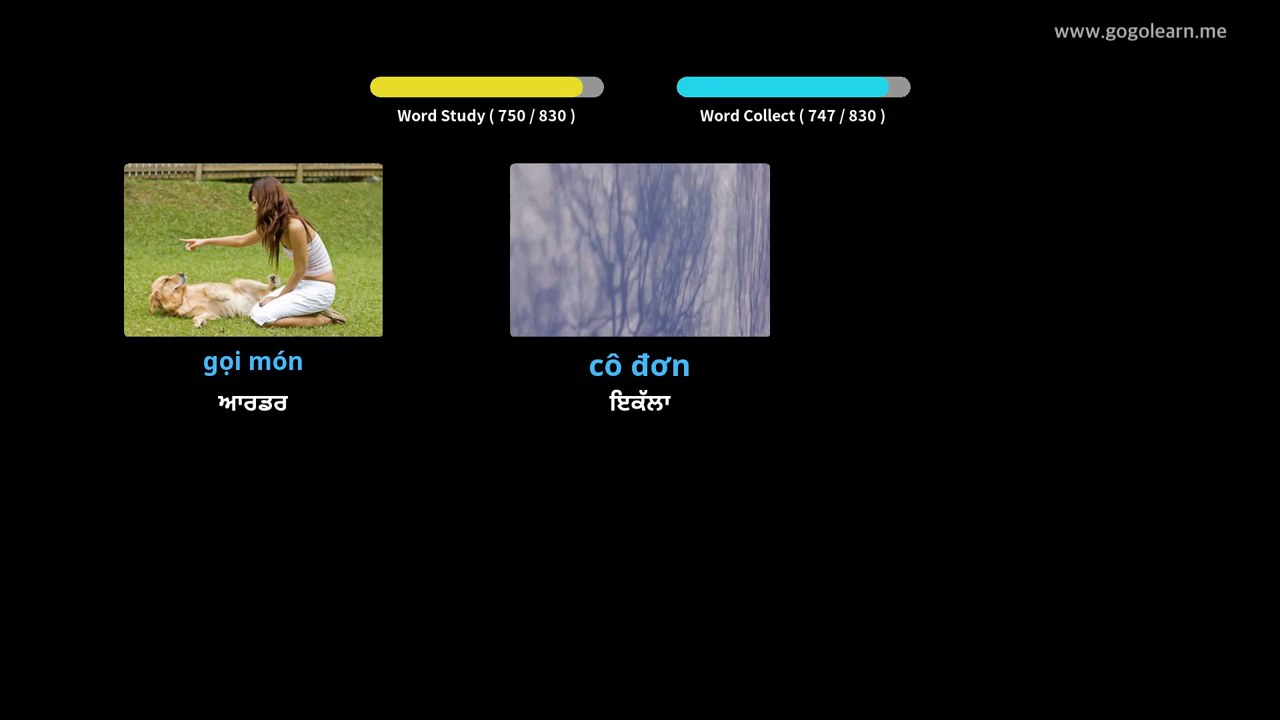 www.gogolearn.me
Word Study ( 750 / 830 )
Word Collect ( 747 / 830 )
gọi món
ਆਰਡਰ
cô đơn
ਇਕੱਲਾ